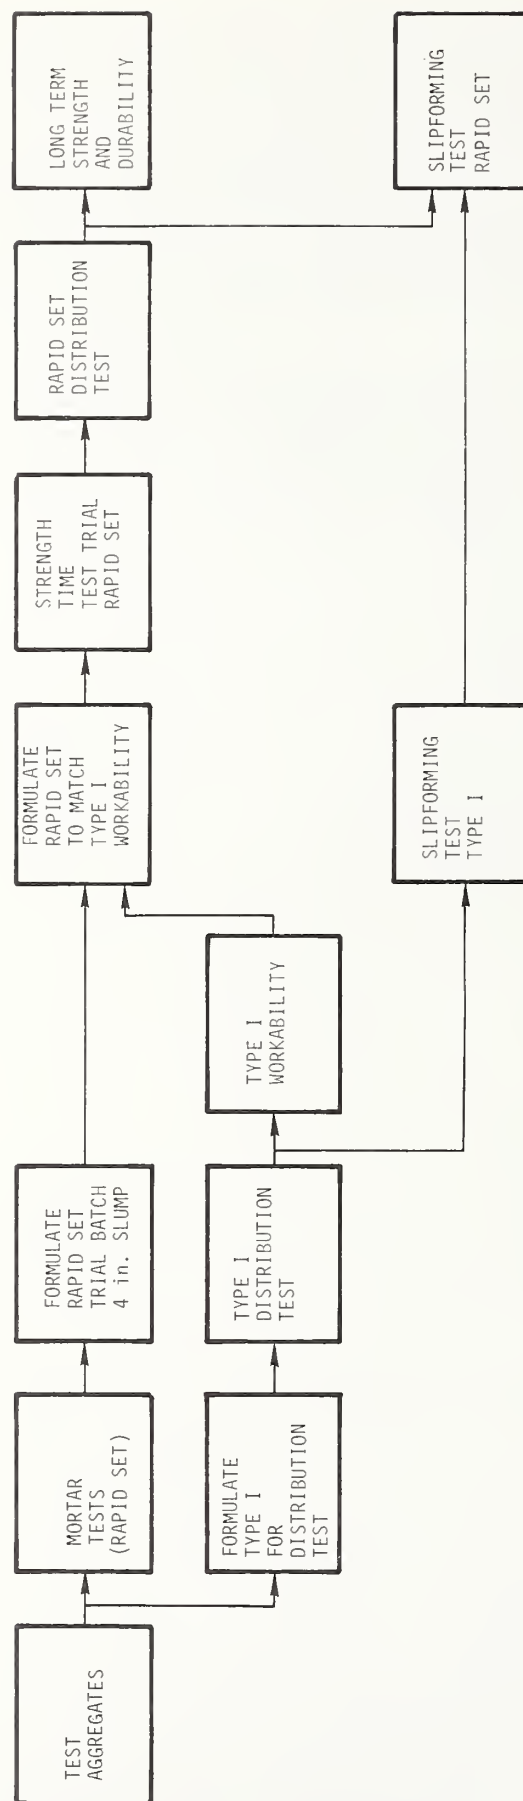 TEST
AGGREGATES
MORTAR
TESTS
(RAPID SET)
FORMULATE
RAPID SET
TRIAL BATCH
4 in. SLUMP
FORMULATE
RAPID SET
TO MATCH
TYPE I
WORKABILITY
STRENGTH
TIME
TEST TRIAL
RAPID SET
RAPID SET
DISTRIBUTION
TEST
LONG TERM
STRENGTH
AND
DURABILITY
FORMULATE
TYPE I
FOR
DISTRIBUTION
TEST
TYPE I
DISTRIBUTION
TEST
TYPE I
WORKABILITY
SLIPFORMING
TEST
TYPE I
SLIPFORMING
TEST
RAPID SET